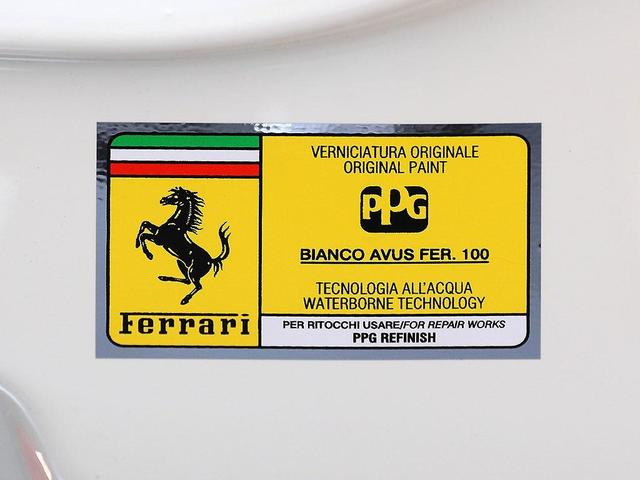 Ferrari
VERNICIATURA ORIGINALE
ORIGINAL PAINT
PPG
BIANCO AVUS FER. 100
TECNOLOGIA ALL'ACQUA
WATERBORNE TECHNOLOGY
PER RITOCCHI USARE/FOR REPAIR WORKS
PPG REFINISH